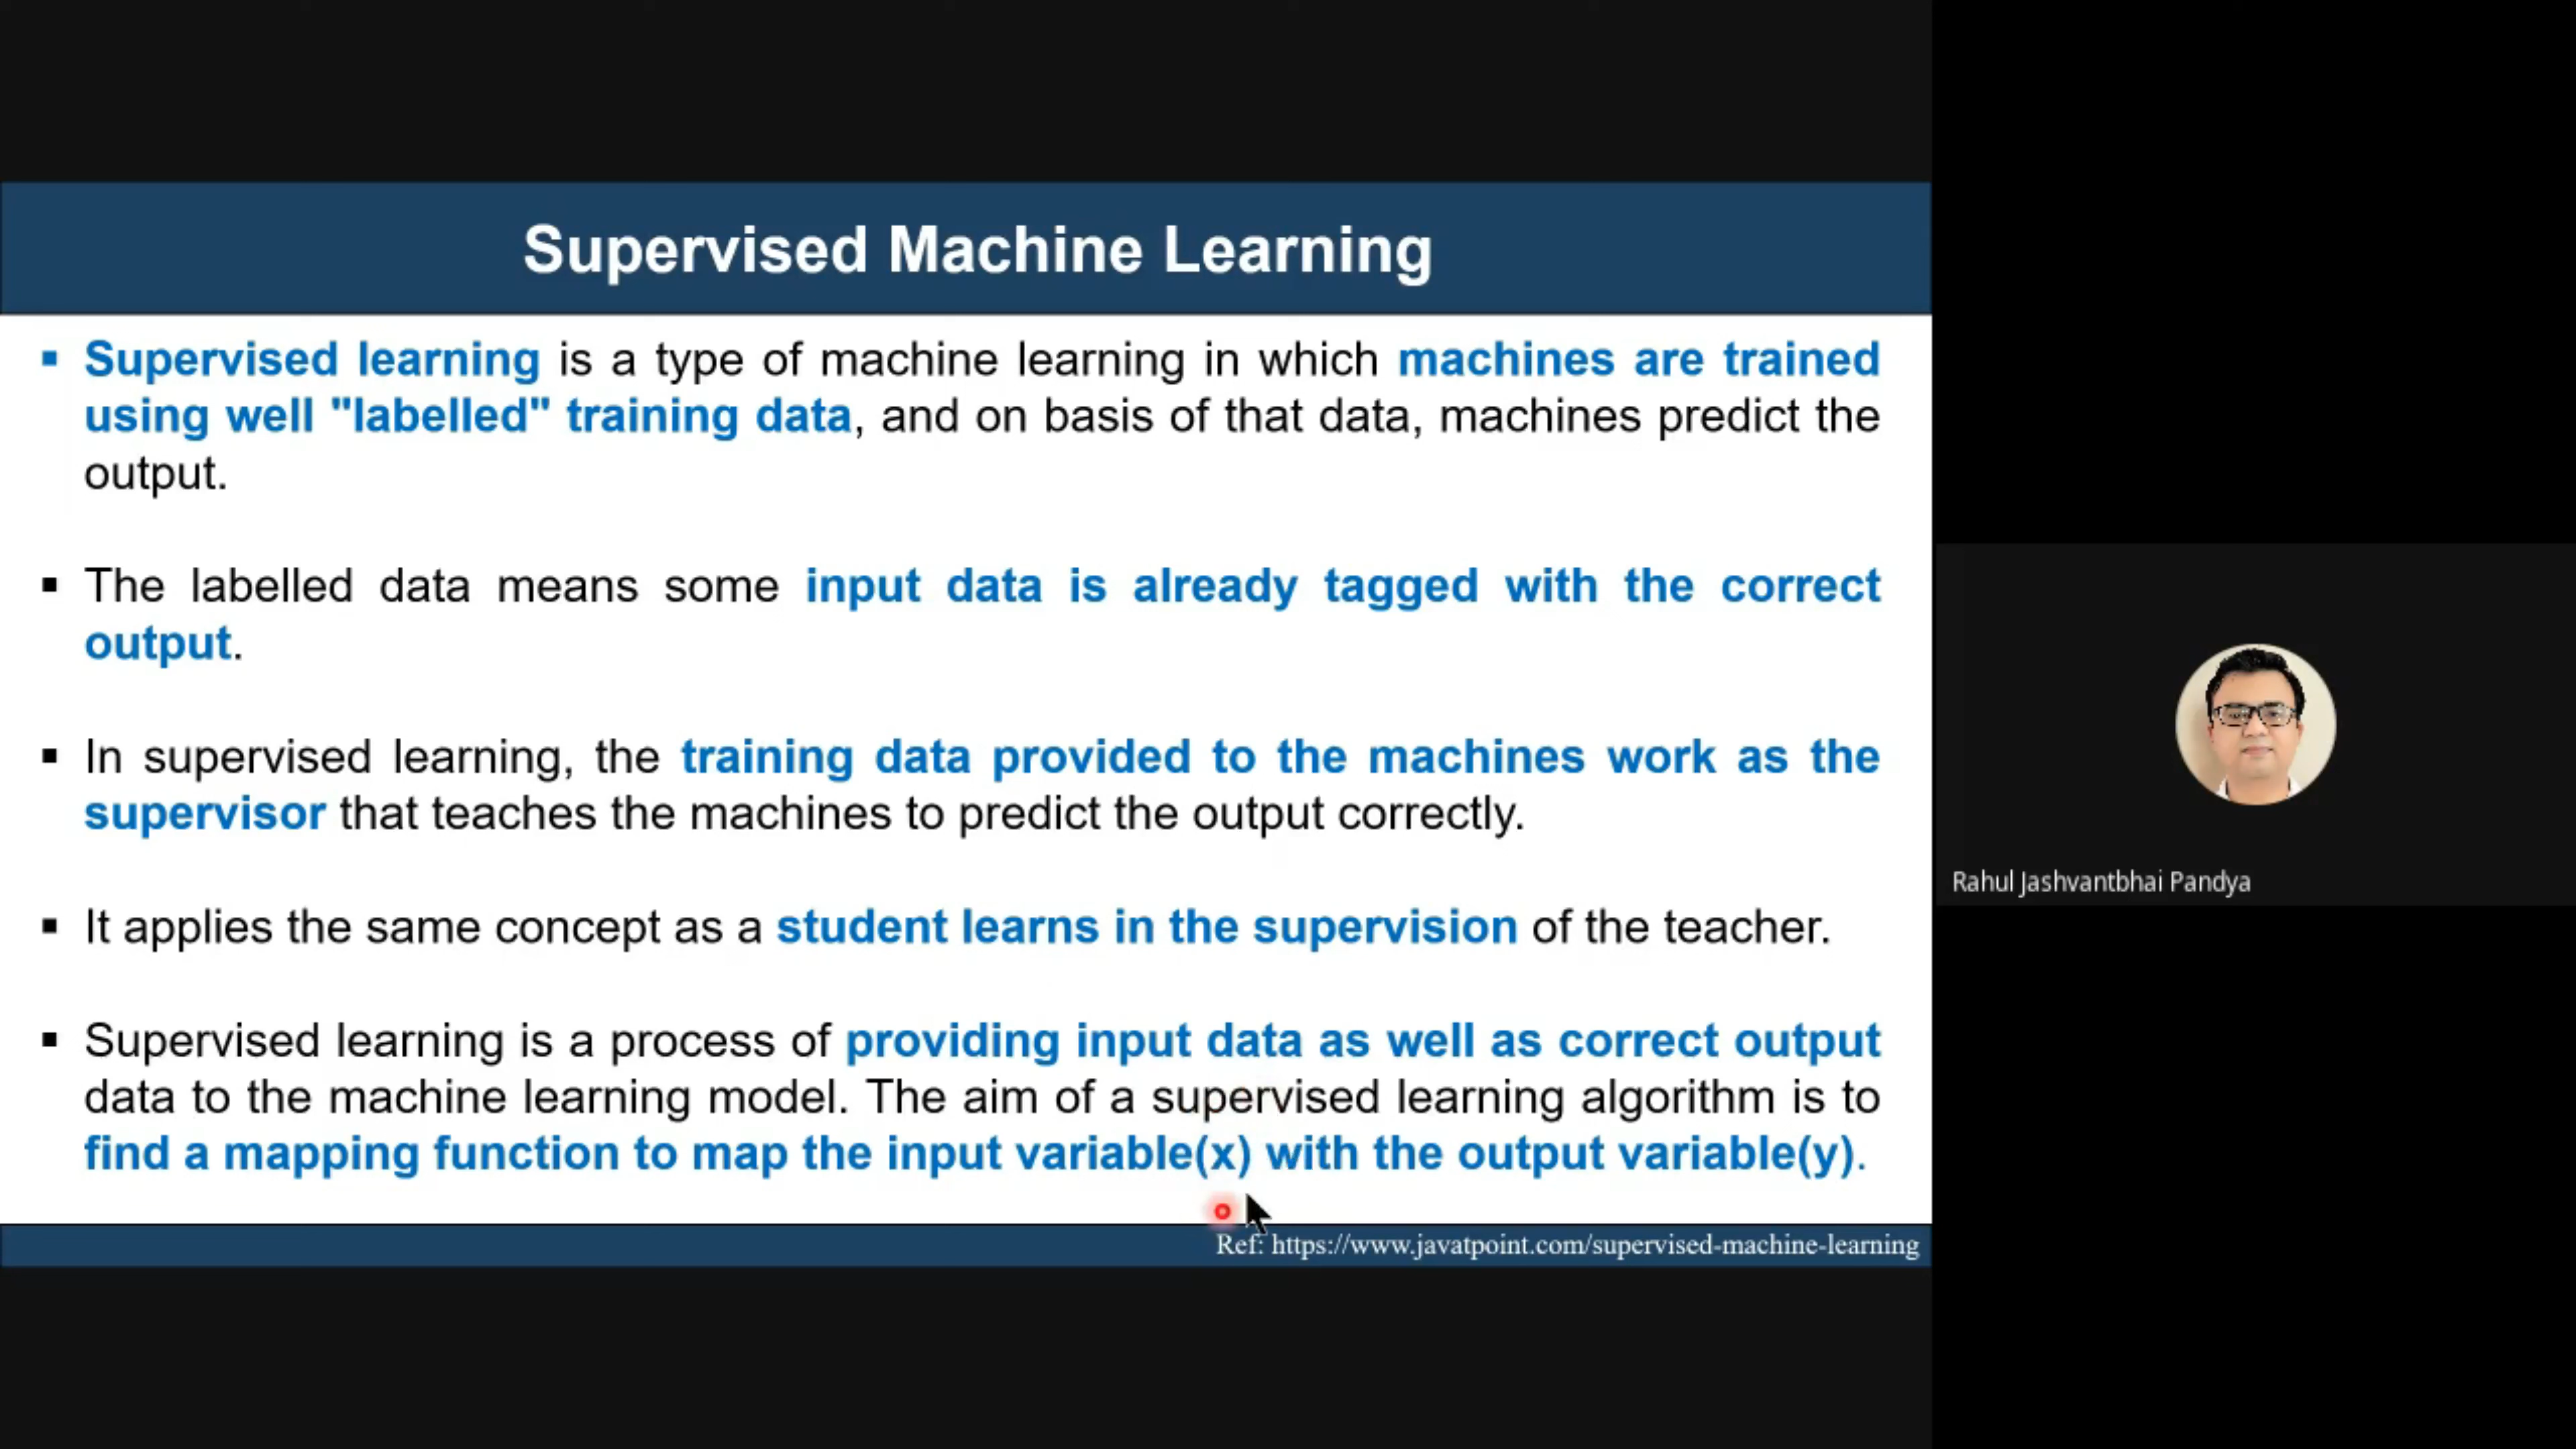 Supervised Machine Learning
▪ Supervised learning is a type of machine learning in which machines are trained
using well "labelled" training data, and on basis of that data, machines predict the
output.
▪ The labelled data means some input data is already tagged with the correct
output.
▪ In supervised learning, the training data provided to the machines work as the
supervisor that teaches the machines to predict the output correctly.
▪ It applies the same concept as a student learns in the supervision of the teacher.
▪ Supervised learning is a process of providing input data as well as correct output
data to the machine learning model. The aim of a supervised learning algorithm is to
find a mapping function to map the input variable(x) with the output variable(y).
Ref: https://www.javatpoint.com/supervised-machine-learning
Rahul Jashvantbhai Pandya